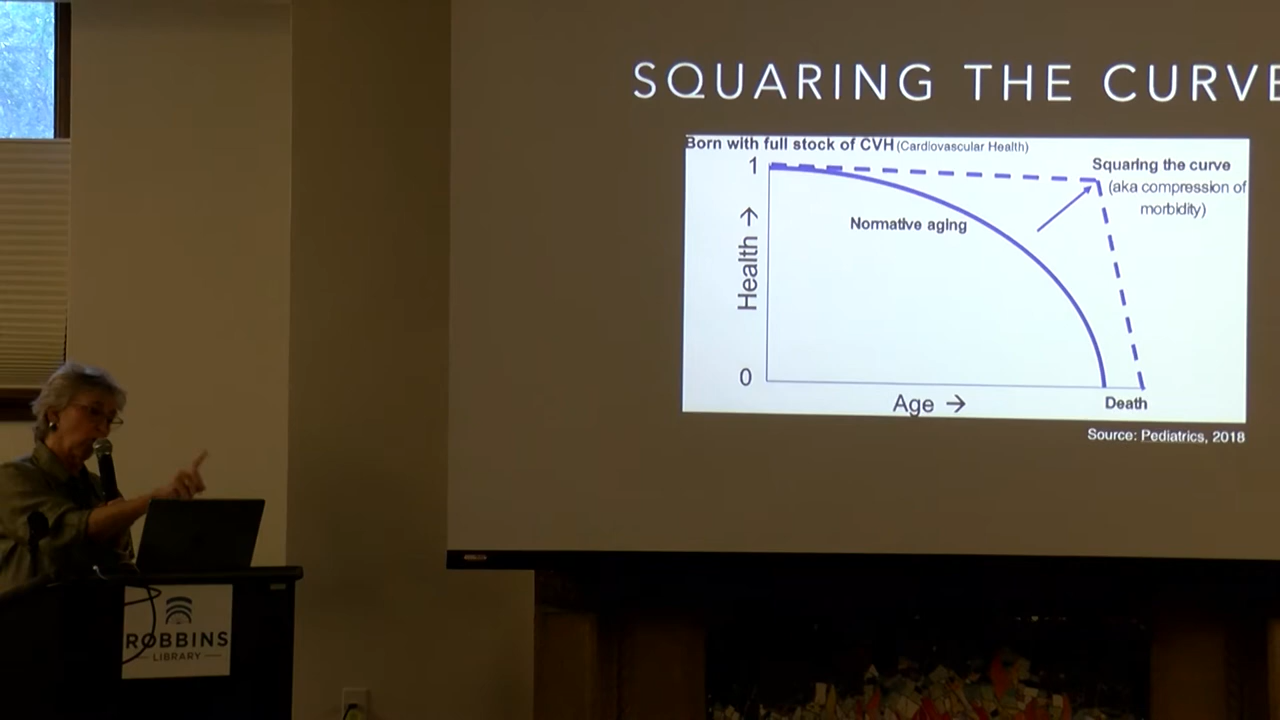 SQUARING THE CURVE
Born with full stock of CVH (Cardiovascular Health)
1
Squaring the curve
(aka compression of
morbidity)
Normative aging
Health →
0
Age →
Death
Source: Pediatrics, 2018
ROBBINS
LIBRARY